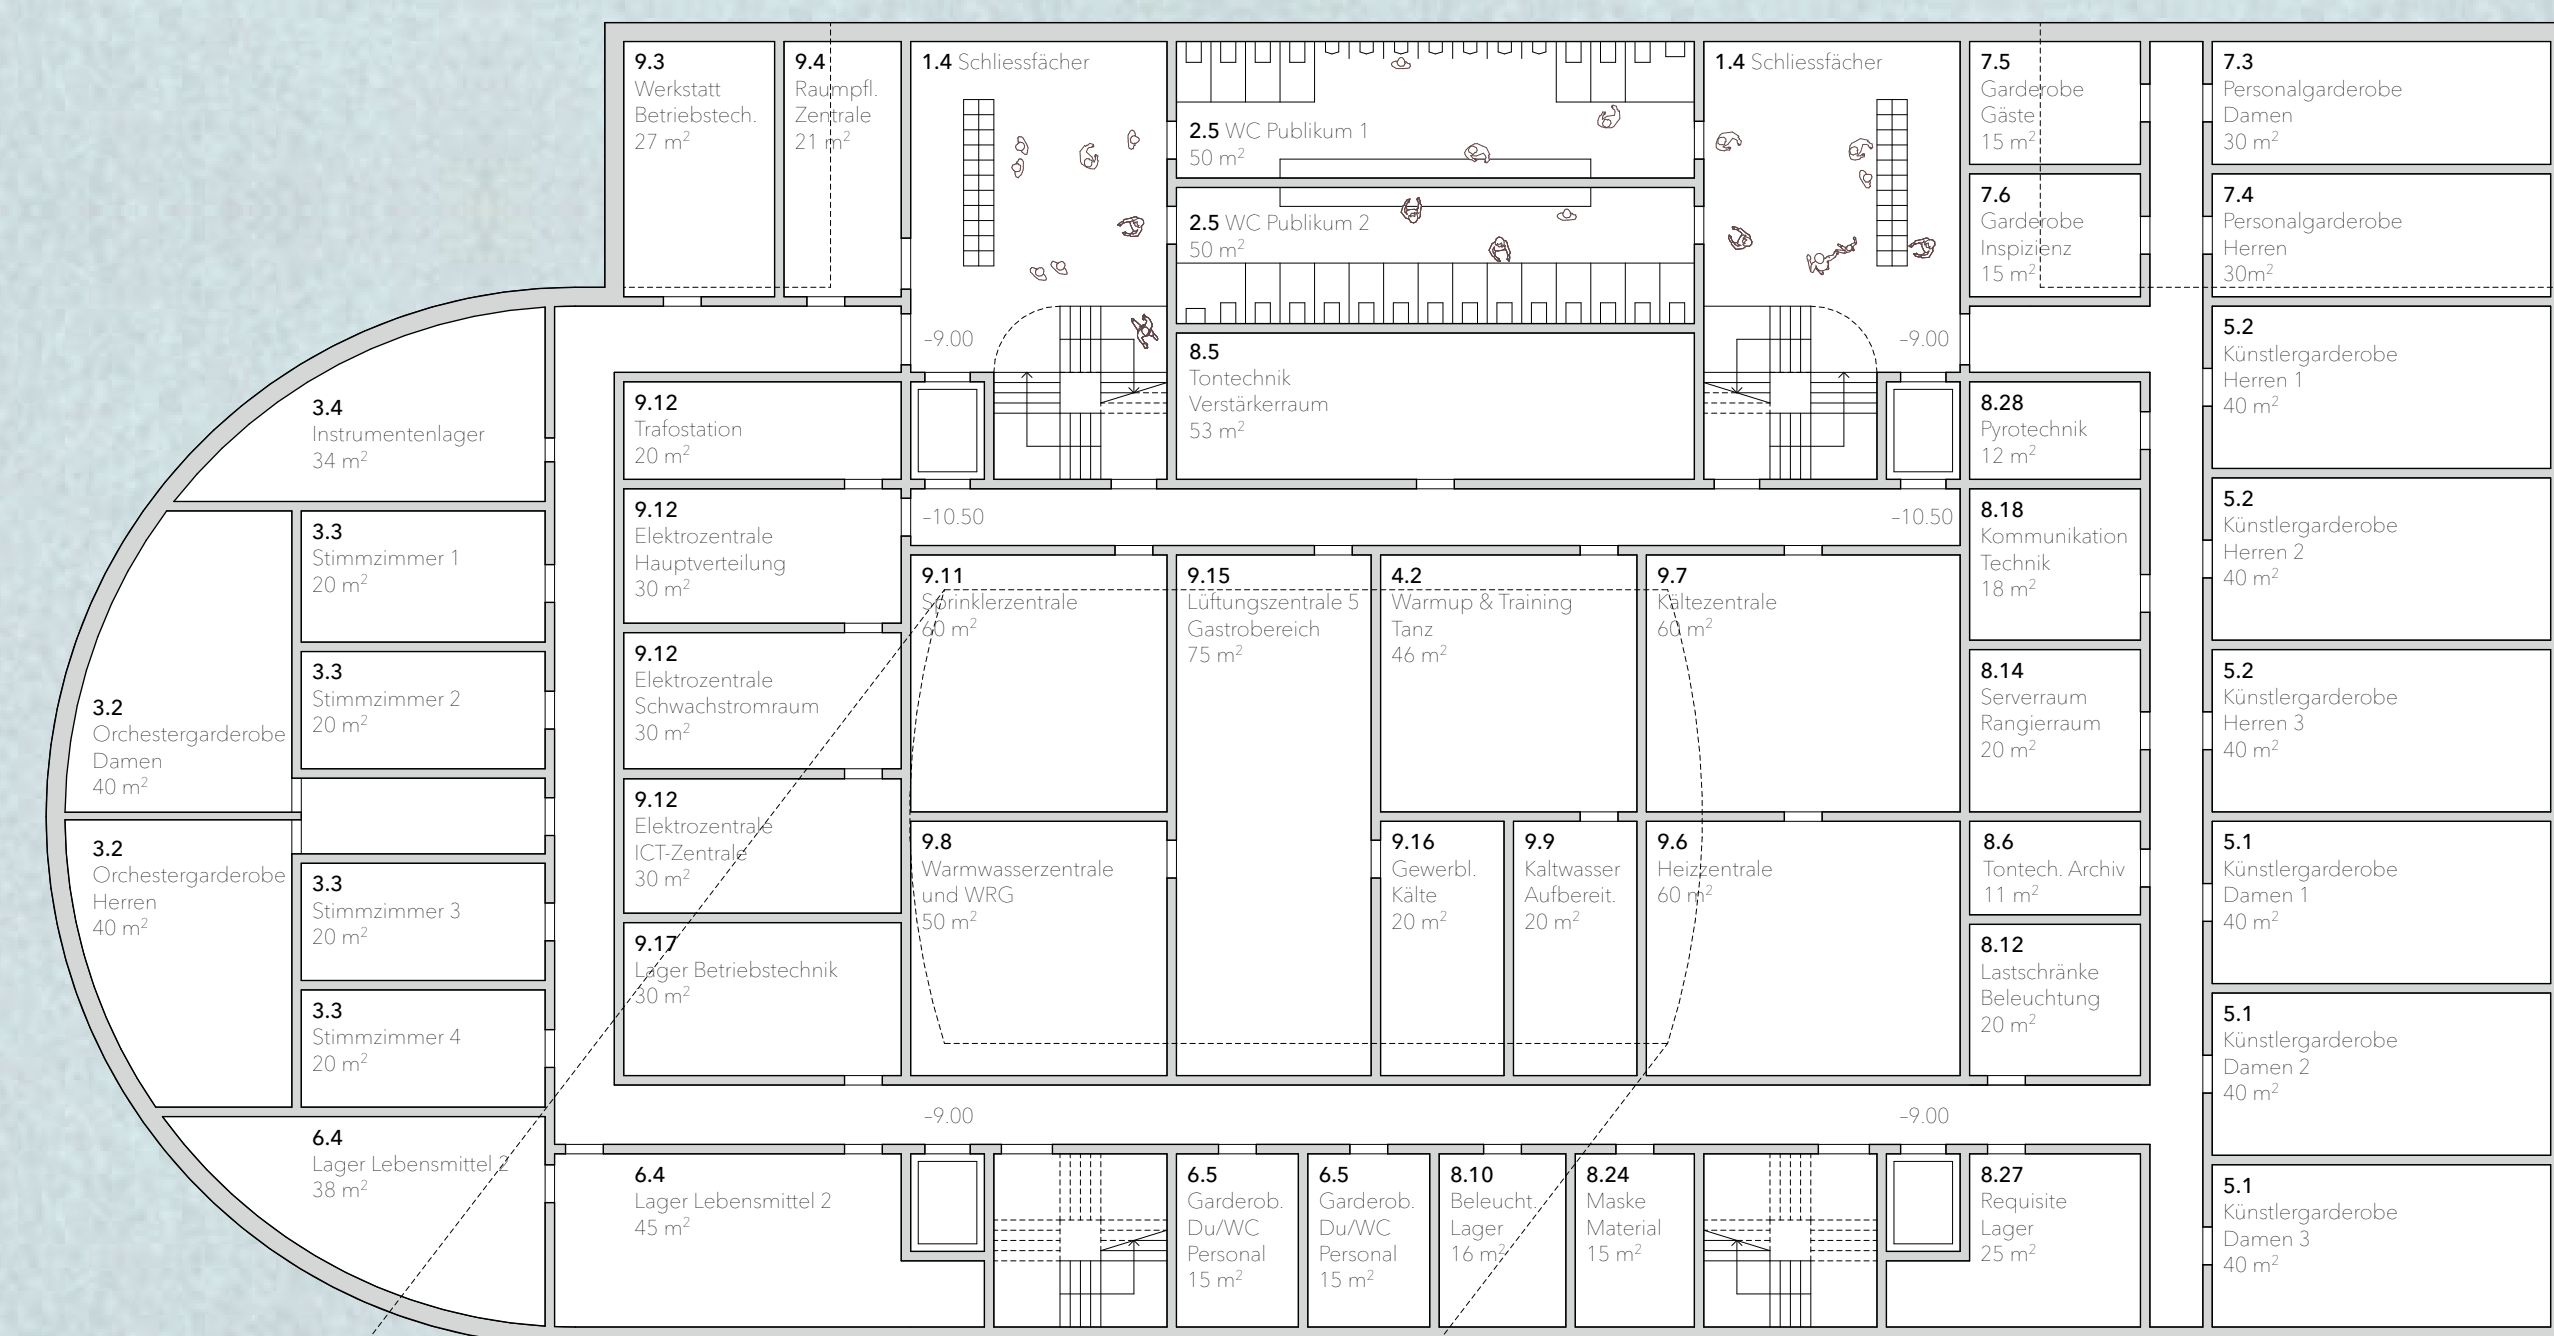 9.3
Werkstatt
Betriebstech.
27 m²
9.4
Raumpfl.
Zentrale
21 m²
1.4 Schliessfächer
2.5 WC Publikum 1
50 m²
2.5 WC Publikum 2
50 m²
1.4 Schliessfächer
7.5
Garderobe
Gäste
15 m²
7.6
Garderobe
Inspizienz
15 m²
7.3
Personalgarderobe
Damen
30 m²
7.4
Personalgarderobe
Herren
30m²
–9.00
8.5
Tontechnik
Verstärkerraum
53 m²
–9.00
5.2
Künstlergarderobe
Herren 1
40 m²
3.4
Instrumentenlager
34 m²
9.12
Trafostation
20 m²
8.28
Pyrotechnik
12 m²
3.3
Stimmzimmer 1
20 m²
9.12
Elektrozentrale
Hauptverteilung
30 m²
–10.50
–10.50
8.18
Kommunikation
Technik
18 m²
5.2
Künstlergarderobe
Herren 2
40 m²
9.11
Sprinklerzentrale
60 m²
9.15
Lüftungszentrale 5
Gastrobereich
75 m²
4.2
Warmup & Training
Tanz
46 m²
9.7
Kältezentrale
60 m²
3.3
Stimmzimmer 2
20 m²
9.12
Elektrozentrale
Schwachstromraum
30 m²
8.14
Serverraum
Rangierraum
20 m²
5.2
Künstlergarderobe
Herren 3
40 m²
3.2
Orchestergarderobe
Damen
40 m²
9.12
Elektrozentrale
ICT-Zentrale
30 m²
3.2
Orchestergarderobe
Herren
40 m²
3.3
Stimmzimmer 3
20 m²
9.8
Warmwasserzentrale
und WRG
50 m²
9.16
Gewerbl.
Kälte
20 m²
9.9
Kaltwasser
Aufbereit.
20 m²
9.6
Heizzentrale
60 m²
8.6
Tontech. Archiv
11 m²
5.1
Künstlergarderobe
Damen 1
40 m²
9.17
Lager Betriebstechnik
30 m²
8.12
Lastschränke
Beleuchtung
20 m²
3.3
Stimmzimmer 4
20 m²
5.1
Künstlergarderobe
Damen 2
40 m²
–9.00
–9.00
6.4
Lager Lebensmittel 2
38 m²
6.4
Lager Lebensmittel 2
45 m²
6.5
Garderob.
Du/WC
Personal
15 m²
6.5
Garderob.
Du/WC
Personal
15 m²
8.10
Beleucht.
Lager
16 m²
8.24
Maske
Material
15 m²
8.27
Requisite
Lager
25 m²
5.1
Künstlergarderobe
Damen 3
40 m²